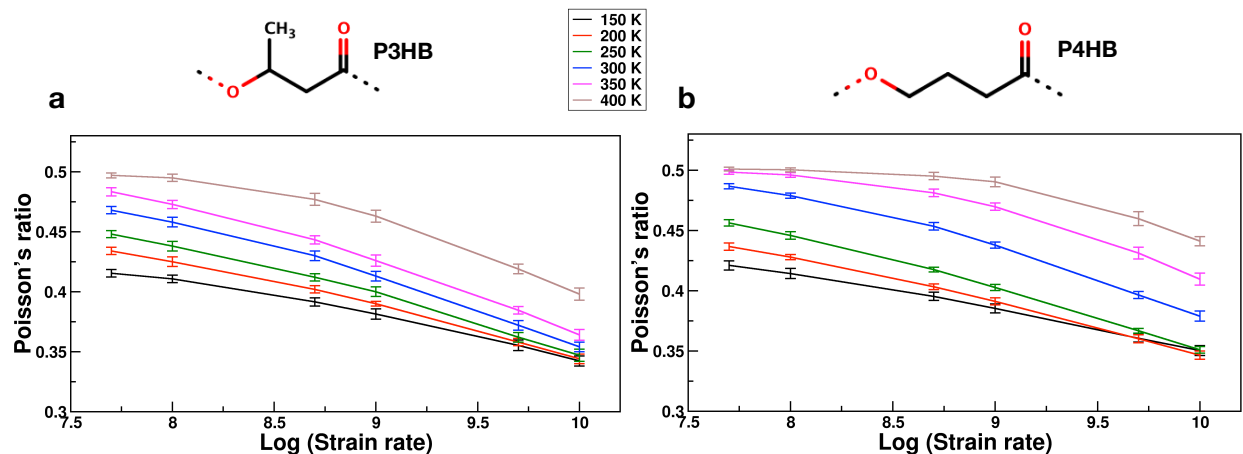 CH3
O
O
P3HB
a
150 K
200 K
250 K
300 K
350 K
400 K
O
O
P4HB
b
0.5
0.45
0.4
0.35
0.3
Poisson's ratio
7.5 8 8.5 9 9.5 10
Log (Strain rate)
0.5
0.45
0.4
0.35
0.3
Poisson's ratio
7.5 8 8.5 9 9.5 10
Log (Strain rate)